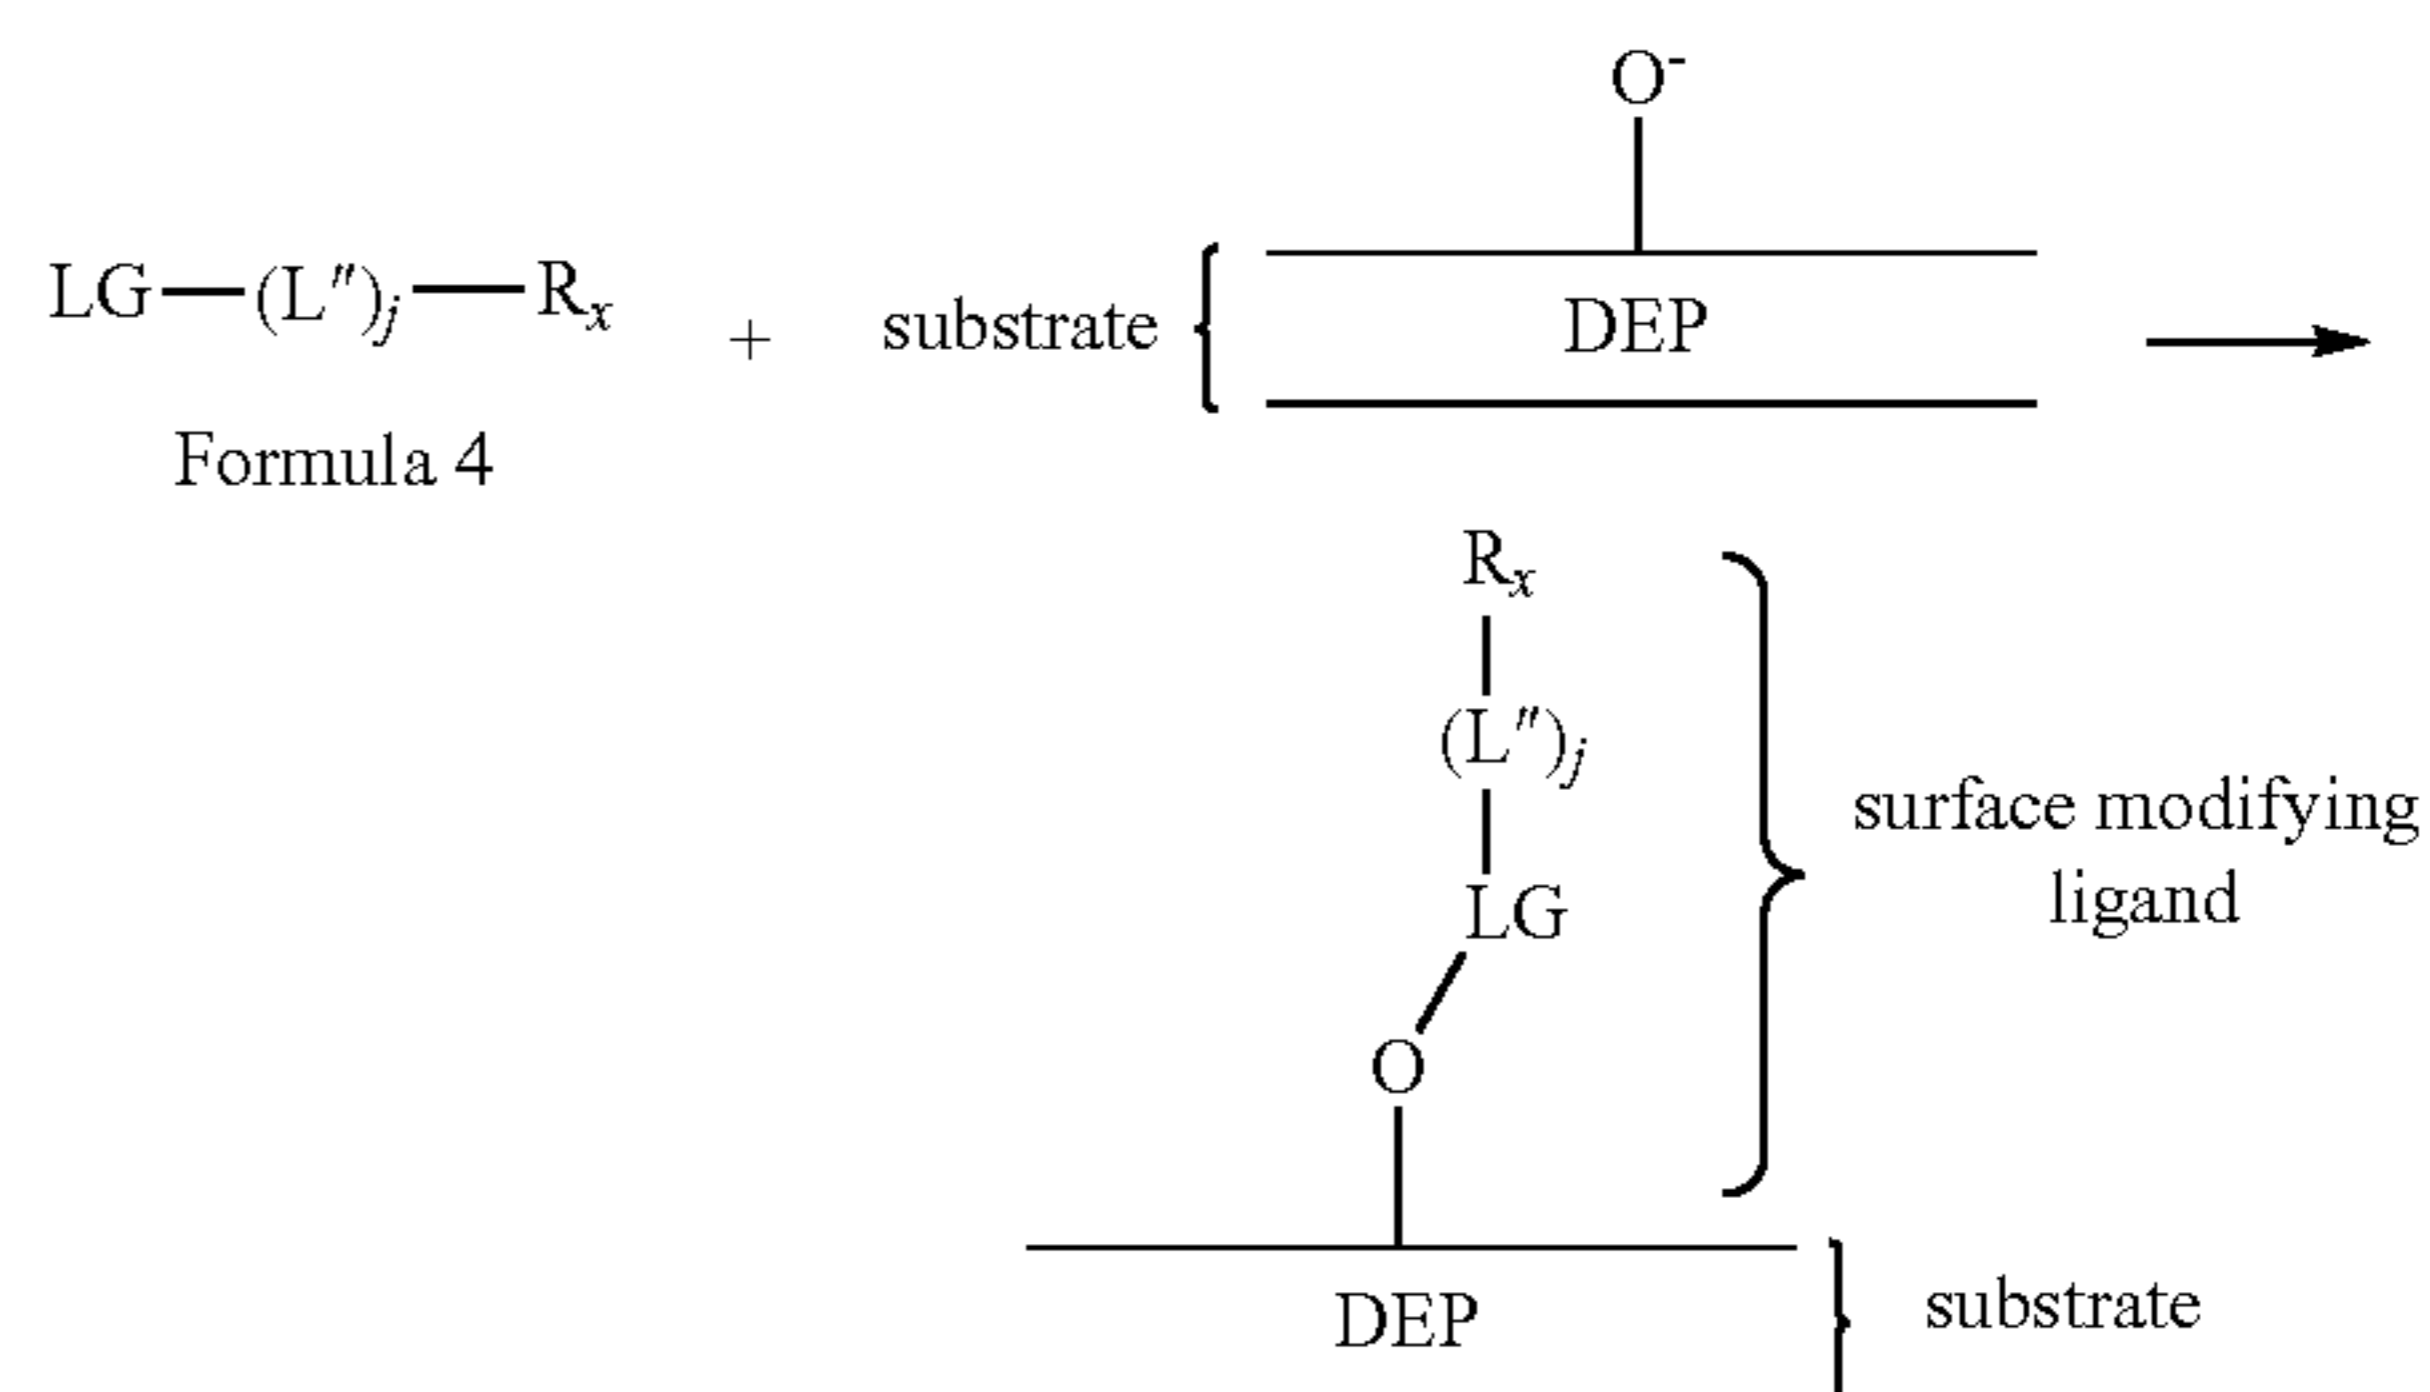 O-
LG—(L″)j—Rx + substrate { DEP
Formula 4
Rx
(L″)j
LG
surface modifying
ligand
O
DEP
substrate